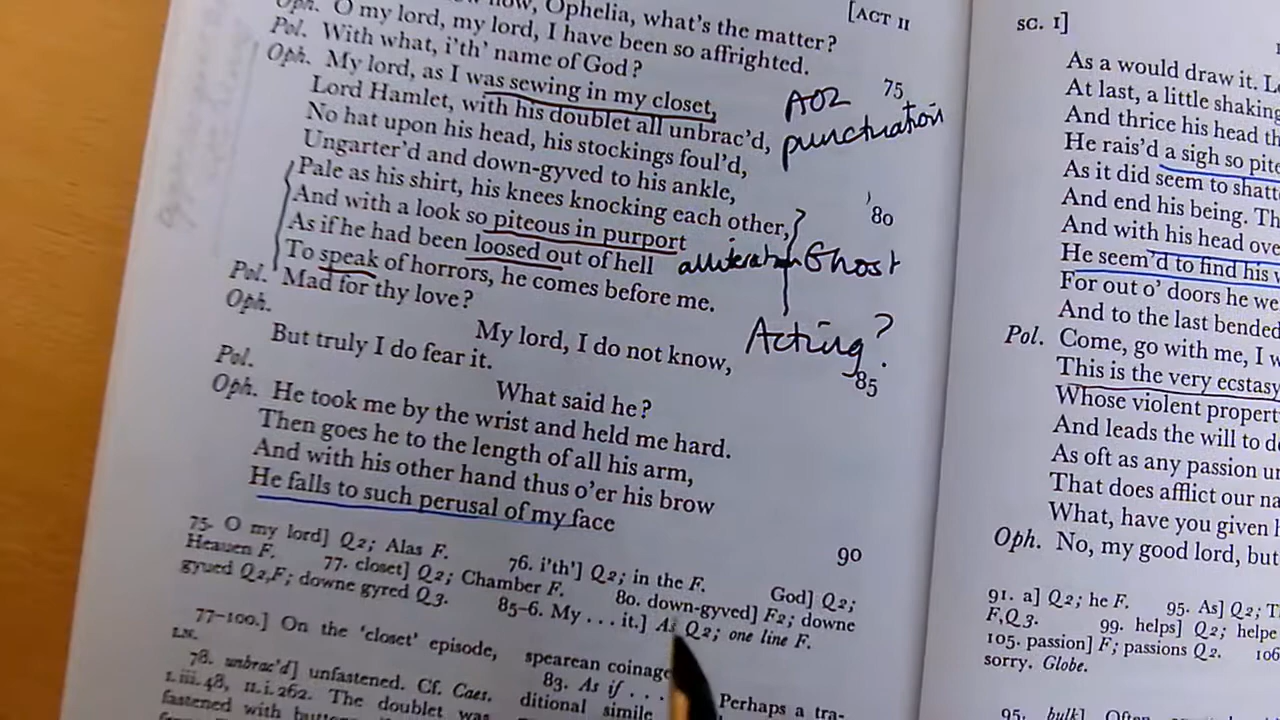 [ACT II
Oph. O my lord, my lord, I have been so affrighted.
Ophelia, what's the matter?
Pol. With what, i'th' name of God?
75
Oph. My lord, as I was sewing in my closet,
AO2
Lord Hamlet, with his doublet all unbrac'd,
punctuation
No hat upon his head, his stockings foul'd,
Ungarter'd and down-gyved to his ankle,
80
Pale as his shirt, his knees knocking each other,
And with a look so piteous in purport
As if he had been loosed out of hell
alliteration Ghost
To speak of horrors, he comes before me.
Pol. Mad for thy love?
Oph. My lord, I do not know,
Acting?
But truly I do fear it.
85
Pol. What said he?
Oph. He took me by the wrist and held me hard.
Then goes he to the length of all his arm,
And with his other hand thus o'er his brow
He falls to such perusal of my face
90
75. O my lord] Q2; Alas F. 76. i'th'] Q2; in the F. God] Q2;
Heauen F. 77. closet] Q2; Chamber F. 80. down-gyved] F2; downe
gyued Q2,F; downe gyred Q3. 85-6. My . . . it.] As Q2; one line F.
77-100.] On the 'closet' episode,
LN.
78. unbrac'd] unfastened. Cf. Caes.
I.iii.48, II.i.262. The doublet was
fastened with
spearean coinage
83. As if . . . Perhaps a tra-
ditional simile
SC. I]
As a would draw it.
At last, a little shaking
And thrice his head
He rais'd a sigh so
As it did seem to
And end his being.
And with his head
He seem'd to find his
For out o' doors he
And to the last bended
Pol. Come, go with me, I
This is the very ecstasy
Whose violent
And leads the will to
As oft as any passion
That does afflict our
What, have you given
Oph. No, my good lord, but
91. a] Q2; he F. 95. As] Q2;
F,Q3. 99. helps] Q2;
105. passion] F; passions Q2.
sorry. Globe.
95. bulk]